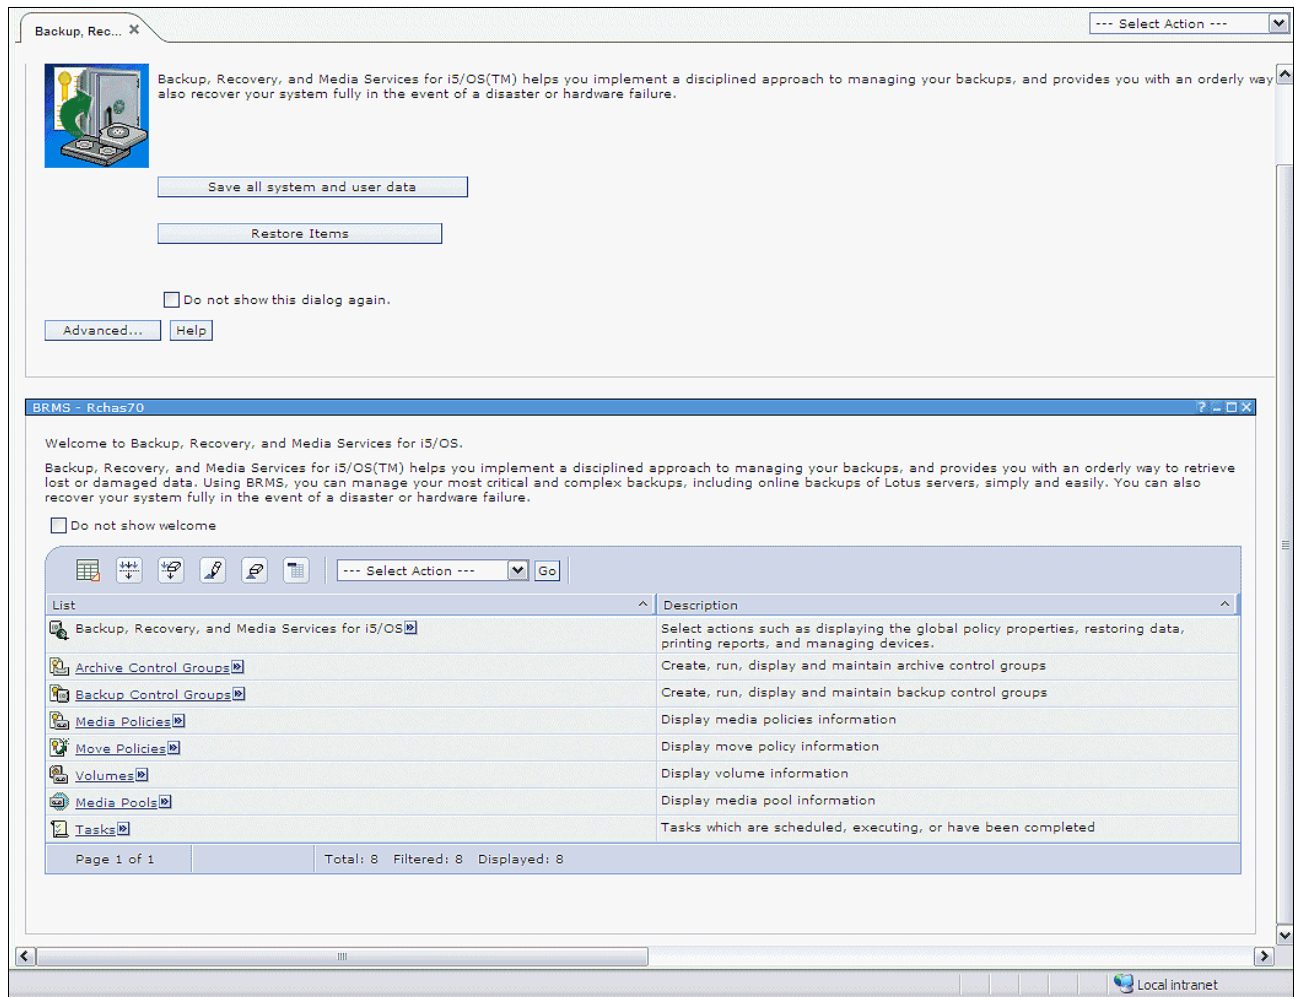 Backup, Rec...
--- Select Action ---
Backup, Recovery, and Media Services for i5/OS(TM) helps you implement a disciplined approach to managing your backups, and provides you with an orderly way
also recover your system fully in the event of a disaster or hardware failure.
Save all system and user data
Restore Items
Do not show this dialog again.
Advanced... Help
BRMS - Rchas70
Welcome to Backup, Recovery, and Media Services for i5/OS.
Backup, Recovery, and Media Services for i5/OS(TM) helps you implement a disciplined approach to managing your backups, and provides you with an orderly way to retrieve
lost or damaged data. Using BRMS, you can manage your most critical and complex backups, including online backups of Lotus servers, simply and easily. You can also
recover your system fully in the event of a disaster or hardware failure.
Do not show welcome
--- Select Action --- Go
List Description
Backup, Recovery, and Media Services for i5/OS Select actions such as displaying the global policy properties, restoring data,
printing reports, and managing devices.
Archive Control Groups Create, run, display and maintain archive control groups
Backup Control Groups Create, run, display and maintain backup control groups
Media Policies Display media policies information
Move Policies Display move policy information
Volumes Display volume information
Media Pools Display media pool information
Tasks Tasks which are scheduled, executing, or have been completed
Page 1 of 1 Total: 8 Filtered: 8 Displayed: 8
Local intranet